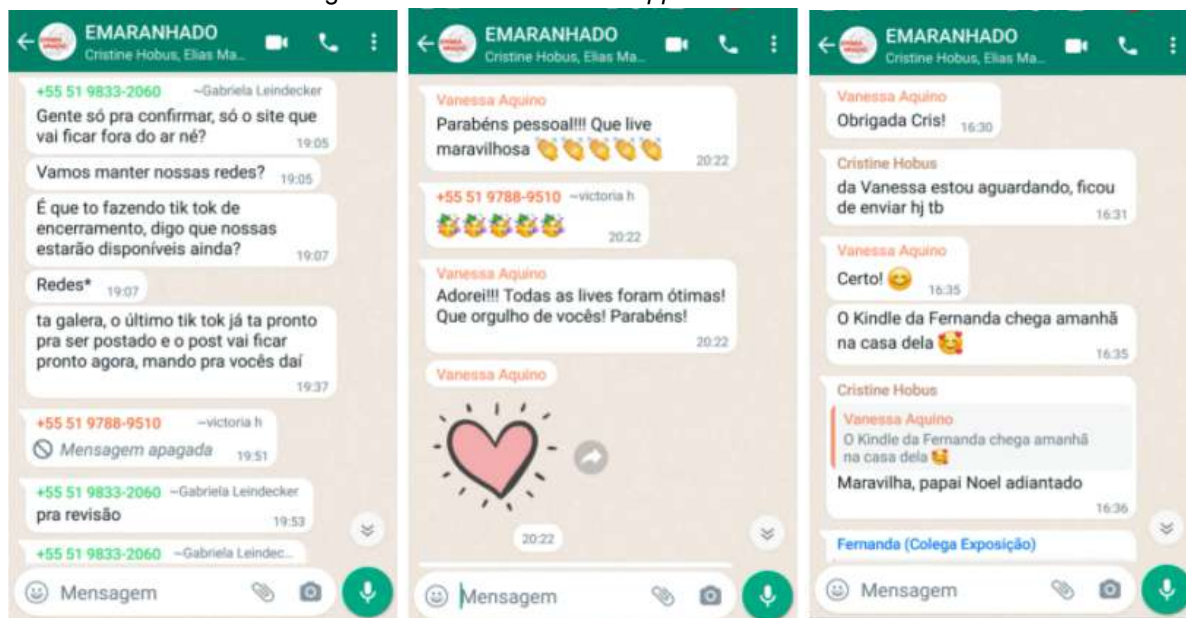 EMARANHADO
Cristine Hobus, Elias Ma...
+55 51 9833-2060 ~Gabriela Leindecker
Gente só pra confirmar, só o site que
vai ficar fora do ar né? 19:05
Vamos manter nossas redes? 19:05
É que to fazendo tik tok de
encerramento, digo que nossas
estarão disponíveis ainda? 19:07
Redes* 19:07
ta galera, o último tik tok já ta pronto
pra ser postado e o post vai ficar
pronto agora, mando pra vocês daí
19:37
+55 51 9788-9510 ~victoria h
Mensagem apagada 19:51
+55 51 9833-2060 ~Gabriela Leindecker
pra revisão 19:53
+55 51 9833-2060 ~Gabriela Leindec...
Mensagem
EMARANHADO
Cristine Hobus, Elias Ma...
Vanessa Aquino
Parabéns pessoal!!! Que live
maravilhosa 👏👏👏👏👏 20:22
+55 51 9788-9510 ~victoria h
🥳🥳🥳🥳🥳 20:22
Vanessa Aquino
Adorei!!! Todas as lives foram ótimas!
Que orgulho de vocês! Parabéns!
20:22
Vanessa Aquino
20:22
Mensagem
EMARANHADO
Cristine Hobus, Elias Ma...
Vanessa Aquino
Obrigada Cris! 16:30
Cristine Hobus
da Vanessa estou aguardando, ficou
de enviar hj tb 16:31
Vanessa Aquino
Certo! 😊 16:35
O Kindle da Fernanda chega amanhã
na casa dela 🥰 16:35
Cristine Hobus
Vanessa Aquino
O Kindle da Fernanda chega amanhã
na casa dela 🥰
Maravilha, papai Noel adiantado
16:36
Fernanda (Colega Exposição)
Mensagem